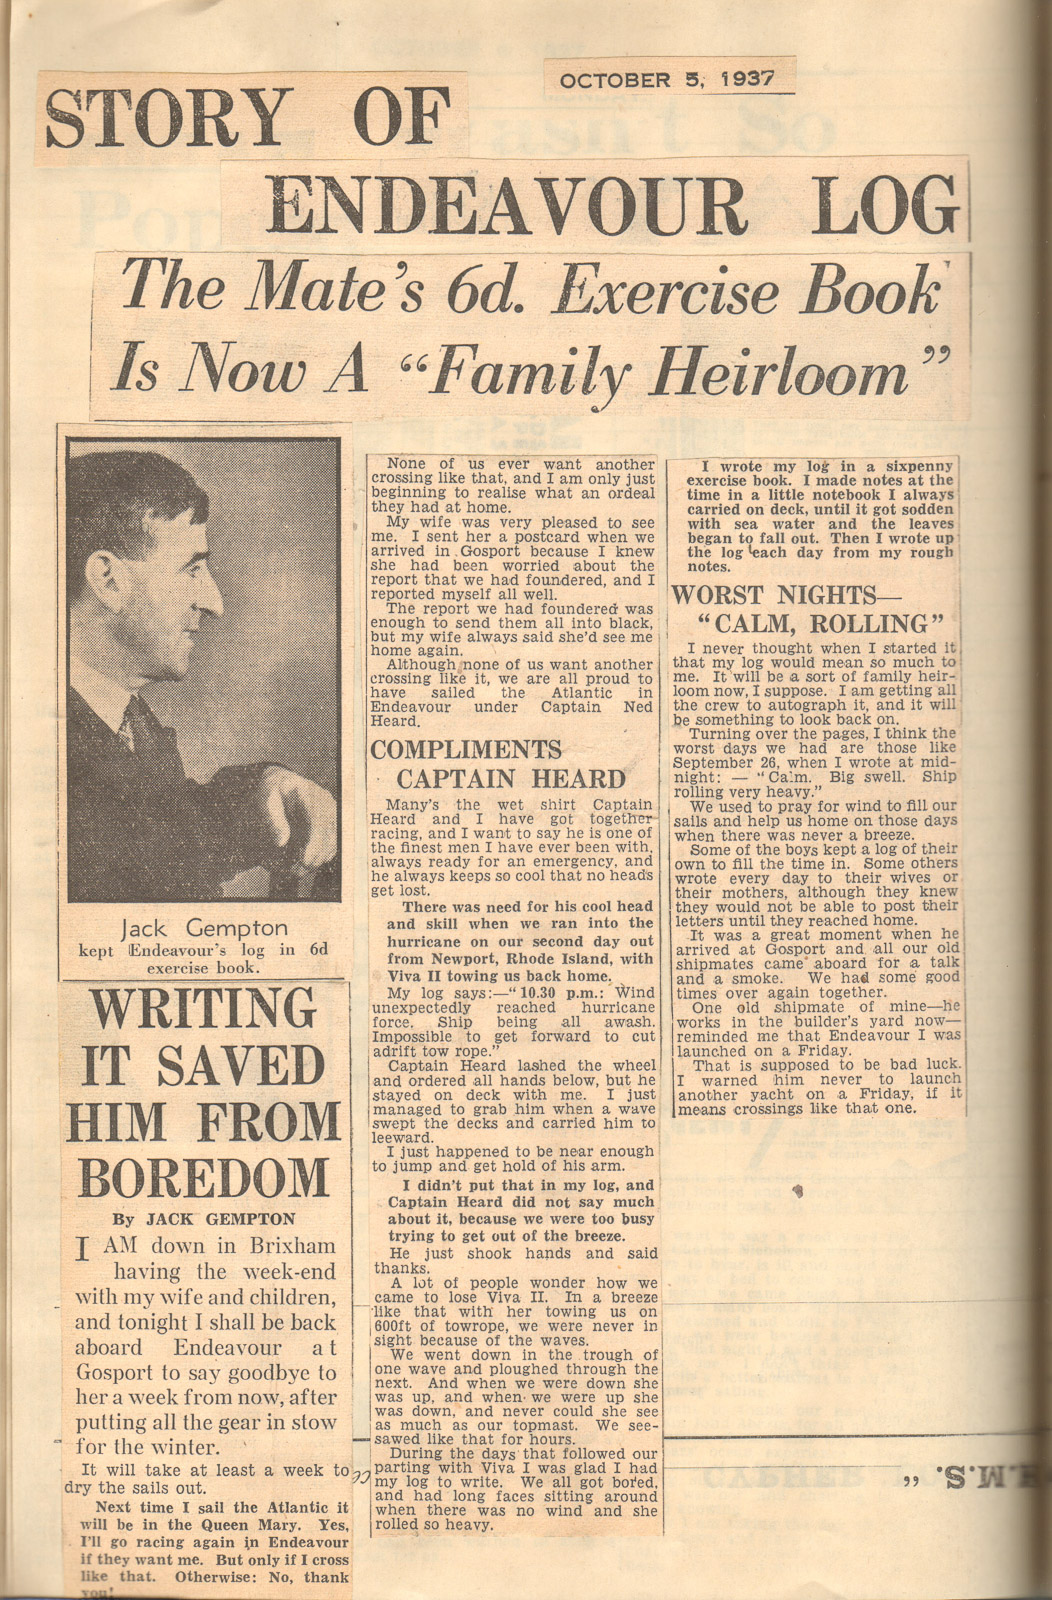 OCTOBER 5, 1937
STORY OF
ENDEAVOUR LOG
The Mate's 6d. Exercise Book
Is Now A "Family Heirloom"
Jack Gempton
kept Endeavour's log in 6d
exercise book.
WRITING
IT SAVED
HIM FROM
BOREDOM
By JACK GEMPTON
I AM down in Brixham
having the week-end
with my wife and children,
and tonight I shall be back
aboard Endeavour at
Gosport to say goodbye to
her a week from now, after
putting all the gear in stow
for the winter.
It will take at least a week to
dry the sails out.
Next time I sail the Atlantic it
will be in the Queen Mary. Yes,
I'll go racing again in Endeavour
if they want me. But only if I cross
like that. Otherwise: No, thank
you!
None of us ever want another
crossing like that, and I am only just
beginning to realise what an ordeal
they had at home.
My wife was very pleased to see
me. I sent her a postcard when we
arrived in Gosport because I knew
she had been worried about the
report that we had foundered, and I
reported myself all well.
The report we had foundered was
enough to send them all into black,
but my wife always said she'd see me
home again.
Although none of us want another
crossing like it, we are all proud to
have sailed the Atlantic in
Endeavour under Captain Ned
Heard.
COMPLIMENTS
CAPTAIN HEARD
Many's the wet shirt Captain
Heard and I have got together
racing, and I want to say he is one of
the finest men I have ever been with,
always ready for an emergency, and
he always keeps so cool that no heads
get lost.
There was need for his cool head
and skill when we ran into the
hurricane on our second day out
from Newport, Rhode Island, with
Viva II towing us back home.
My log says:—"10.30 p.m.: Wind
unexpectedly reached hurricane
force. Ship being all awash.
Impossible to get forward to cut
adrift tow rope."
Captain Heard lashed the wheel
and ordered all hands below, but he
stayed on deck with me. I just
managed to grab him when a wave
swept the decks and carried him to
leeward.
I just happened to be near enough
to jump and get hold of his arm.
I didn't put that in my log, and
Captain Heard did not say much
about it, because we were too busy
trying to get out of the breeze.
He just shook hands and said
thanks.
A lot of people wonder how we
came to lose Viva II. In a breeze
like that with her towing us on
600ft of towrope, we were never in
sight because of the waves.
We went down in the trough of
one wave and ploughed through the
next. And when we were down she
was up, and when we were up she
was down, and never could she see
as much as our topmast. We see-
sawed like that for hours.
During the days that followed our
parting with Viva I was glad I had
my log to write. We all got bored,
and had long faces sitting around
when there was no wind and she
rolled so heavy.
I wrote my log in a sixpenny
exercise book. I made notes at the
time in a little notebook I always
carried on deck, until it got sodden
with sea water and the leaves
began to fall out. Then I wrote up
the log each day from my rough
notes.
WORST NIGHTS—
"CALM, ROLLING"
I never thought when I started it
that my log would mean so much to
me. It will be a sort of family heir-
loom now, I suppose. I am getting all
the crew to autograph it, and it will
be something to look back on.
Turning over the pages, I think the
worst days we had are those like
September 26, when I wrote at mid-
night: — "Calm. Big swell. Ship
rolling very heavy."
We used to pray for wind to fill our
sails and help us home on those days
when there was never a breeze.
Some of the boys kept a log of their
own to fill the time in. Some others
wrote every day to their wives or
their mothers, although they knew
they would not be able to post their
letters until they reached home.
It was a great moment when he
arrived at Gosport and all our old
shipmates came aboard for a talk
and a smoke. We had some good
times over again together.
One old shipmate of mine—he
works in the builder's yard now—
reminded me that Endeavour I was
launched on a Friday.
That is supposed to be bad luck.
I warned him never to launch
another yacht on a Friday, if it
means crossings like that one.
H.M.S. "